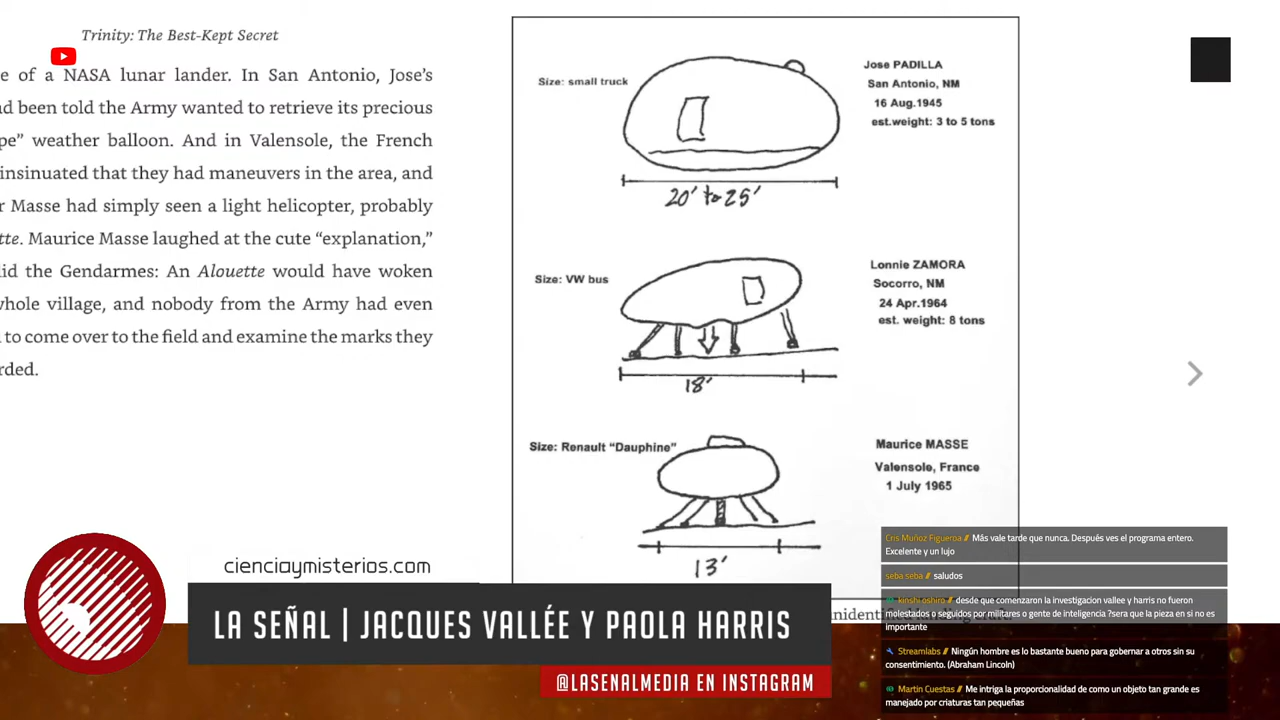 Trinity: The Best-Kept Secret
e of a NASA lunar lander. In San Antonio, Jose’s
ad been told the Army wanted to retrieve its precious
pe” weather balloon. And in Valensole, the French
insinuated that they had maneuvers in the area, and
r Masse had simply seen a light helicopter, probably
tte. Maurice Masse laughed at the cute “explanation,”
lid the Gendarmes: An Alouette would have woken
whole village, and nobody from the Army had even
l to come over to the field and examine the marks they
rded.
Size: small truck
Jose PADILLA
San Antonio, NM
16 Aug.1945
est.weight: 3 to 5 tons
20' to 25'
Size: VW bus
Lonnie ZAMORA
Socorro, NM
24 Apr.1964
est. weight: 8 tons
18'
Size: Renault “Dauphine”
Maurice MASSE
Valensole, France
1 July 1965
13'
cienciaymisterios.com
LA SEÑAL | JACQUES VALLÉE Y PAOLA HARRIS
@LASENALMEDIA EN INSTAGRAM
Cris Muñoz Figueroa // Más vale tarde que nunca. Después ves el programa entero.
Excelente y un lujo
seba seba // saludos
kinshi oshiro // desde que comenzaron la investigacion vallee y harris no fueron
molestados o seguidos por militares o gente de inteligencia ?sera que la pieza en si no es
importante
Streamlabs // Ningún hombre es lo bastante bueno para gobernar a otros sin su
consentimiento. (Abraham Lincoln)
Martin Cuestas // Me intriga la proporcionalidad de como un objeto tan grande es
manejado por criaturas tan pequeñas